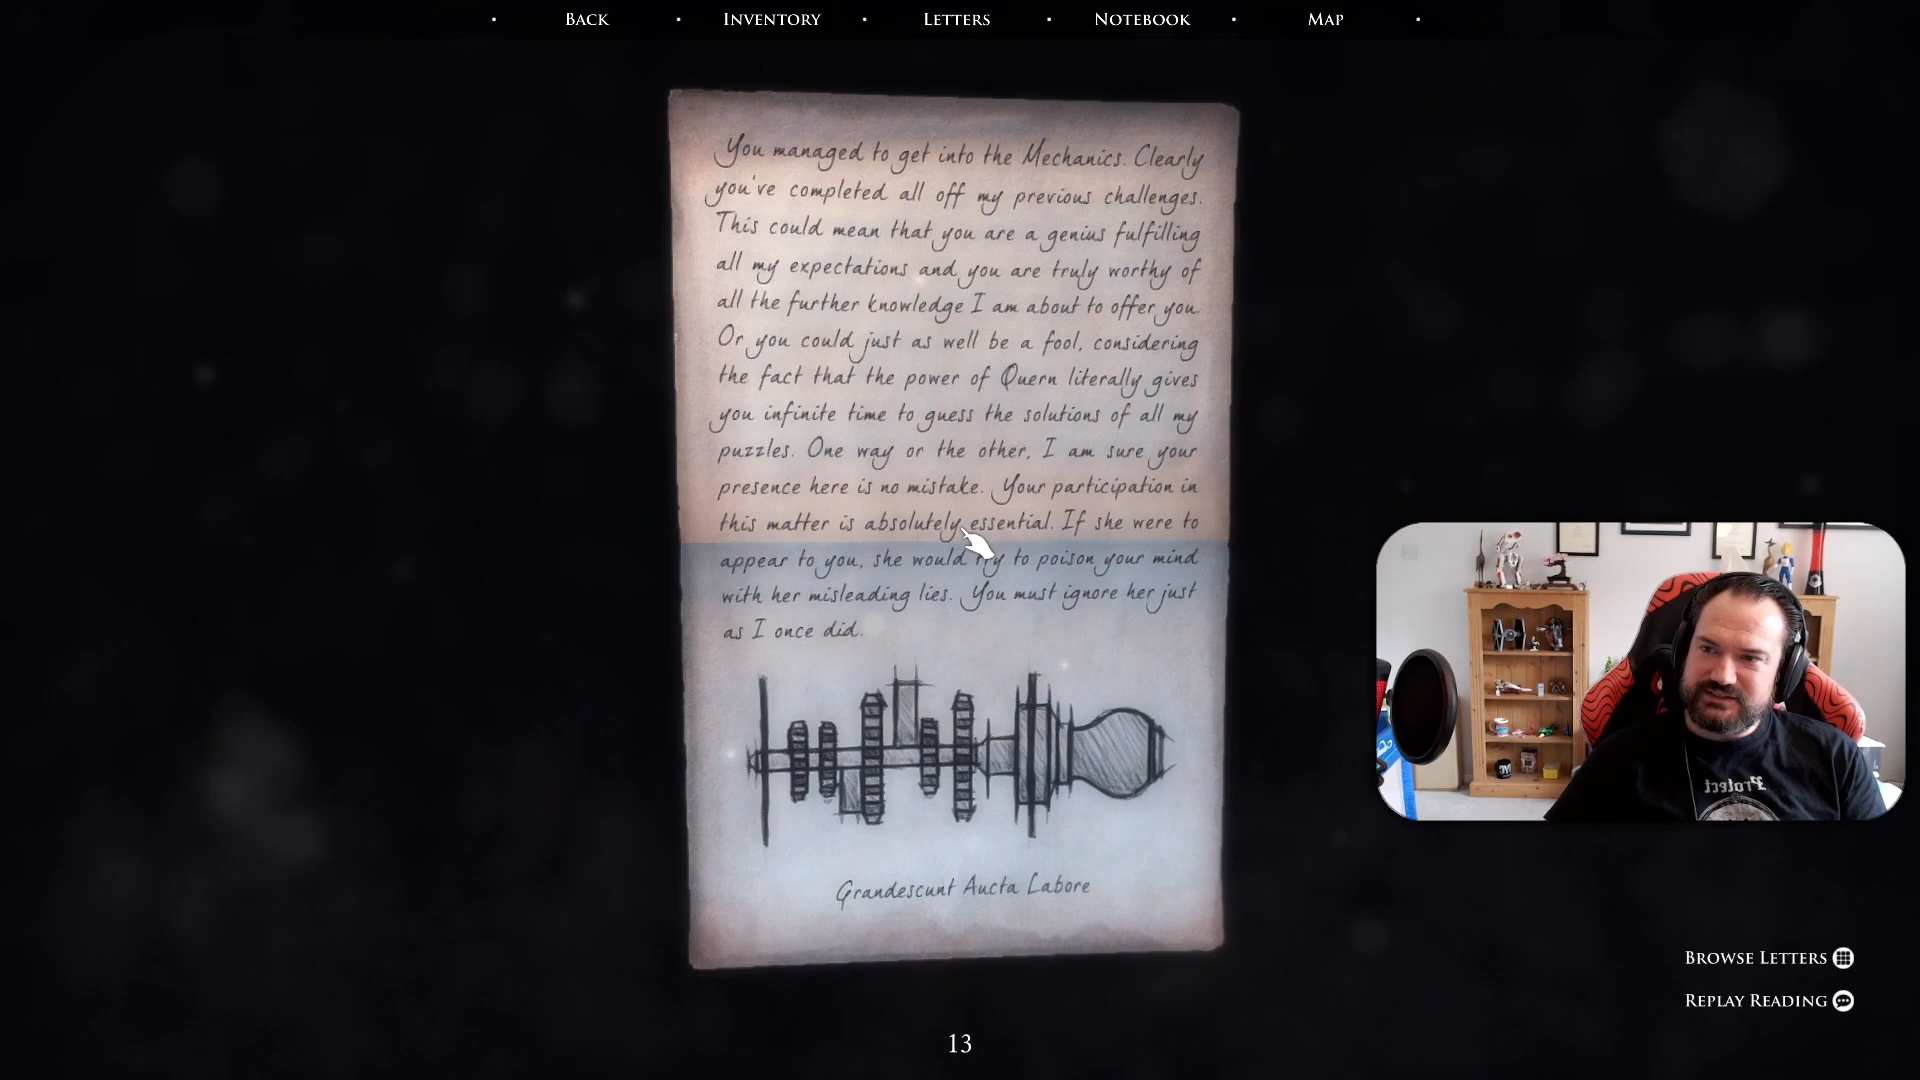 BACK
INVENTORY
LETTERS
NOTEBOOK
MAP
You managed to get into the Mechanics. Clearly
you've completed all off my previous challenges.
This could mean that you are a genius fulfilling
all my expectations and you are truly worthy of
all the further knowledge I am about to offer you.
Or you could just as well be a fool, considering
the fact that the power of Quern literally gives
you infinite time to guess the solutions of all my
puzzles. One way or the other, I am sure your
presence here is no mistake. Your participation in
this matter is absolutely essential. If she were to
appear to you, she would try to poison your mind
with her misleading lies. You must ignore her just
as I once did.
Grandescunt Aucta Labore
Protect
BROWSE LETTERS
REPLAY READING
13